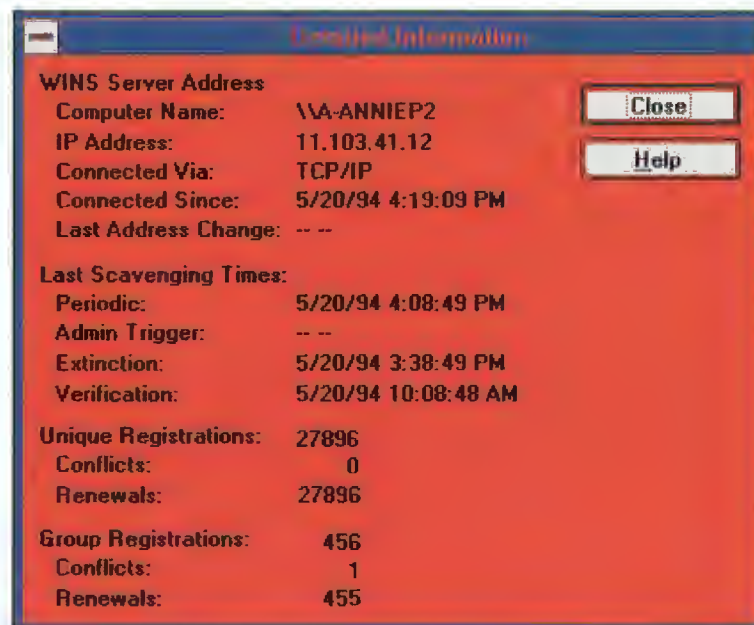 Detailed Information
WINS Server Address
Computer Name: \\A-ANNIEP2
IP Address: 11.103.41.12
Connected Via: TCP/IP
Connected Since: 5/20/94 4:19:09 PM
Last Address Change: -- --
Last Scavenging Times:
Periodic: 5/20/94 4:08:49 PM
Admin Trigger: -- --
Extinction: 5/20/94 3:38:49 PM
Verification: 5/20/94 10:08:48 AM
Unique Registrations: 27896
Conflicts: 0
Renewals: 27896
Group Registrations: 456
Conflicts: 1
Renewals: 455
Close
Help